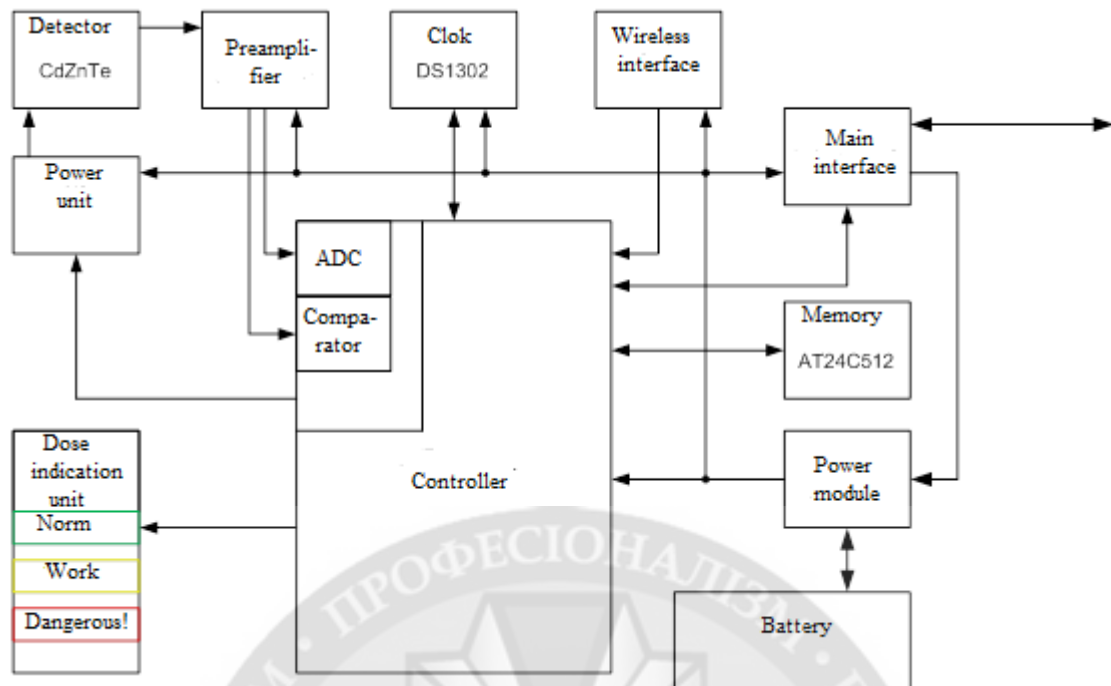 Detector
CdZnTe
Preampli-
fier
Clok
DS1302
Wireless
interface
Main
interface
Power
unit
ADC
Compa-
rator
Memory
AT24C512
Dose
indication
unit
Norm
Work
Dangerous!
Controller
Power
module
Battery
ПРОФЕСІОНАЛІЗМ